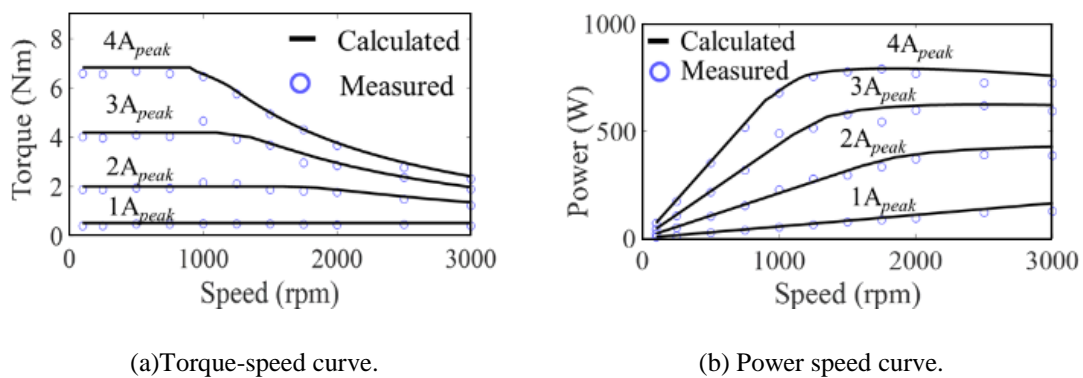 8
6
4
2
0
Torque (Nm)
4A peak
3A peak
2A peak
1A peak
Calculated
Measured
0 1000 2000 3000
Speed (rpm)
1000
500
0
Power (W)
Calculated
Measured
4A peak
3A peak
2A peak
1A peak
0 1000 2000 3000
Speed (rpm)
(a)Torque-speed curve.
(b) Power speed curve.